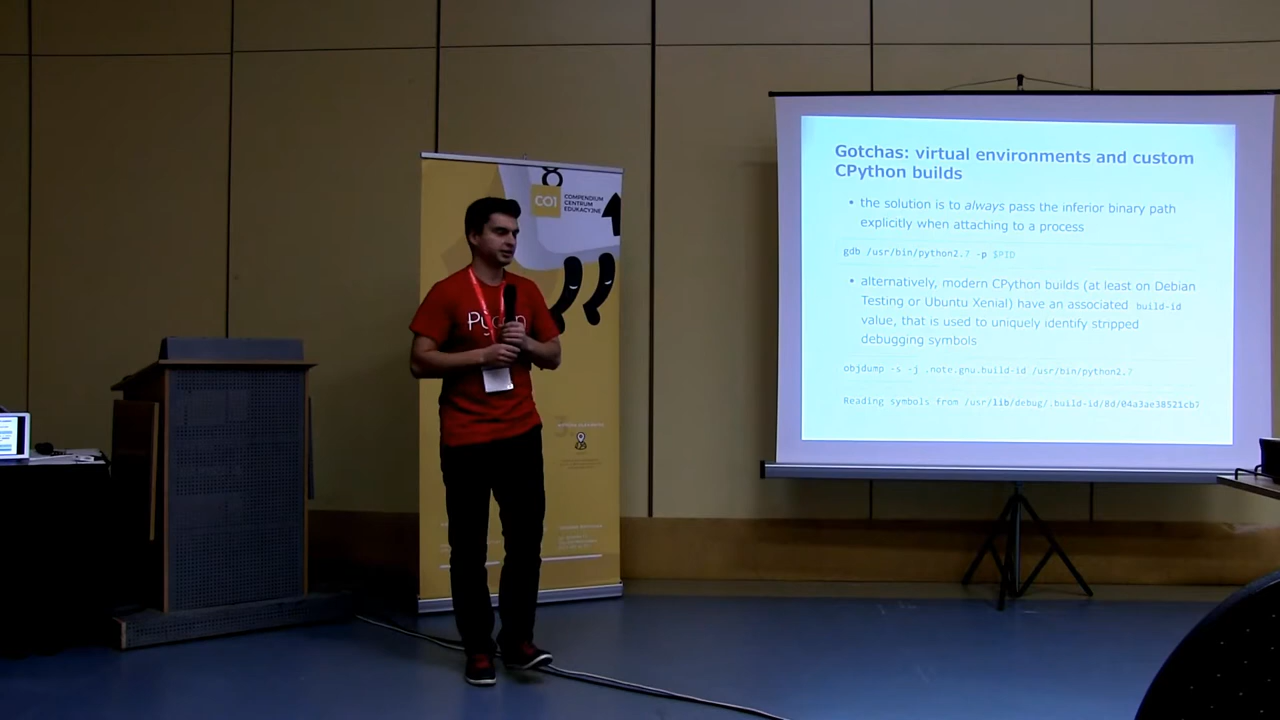 CO1
COMPENDIUM
CENTRUM
EDUKACYJNE
Gotchas: virtual environments and custom
CPython builds
• the solution is to always pass the inferior binary path
explicitly when attaching to a process
gdb /usr/bin/python2.7 -p $PID
• alternatively, modern CPython builds (at least on Debian
Testing or Ubuntu Xenial) have an associated build-id
value, that is used to uniquely identify stripped
debugging symbols
objdump -s -j .note.gnu.build-id /usr/bin/python2.7
Reading symbols from /usr/lib/debug/.build-id/8d/04a3ae38521cb7